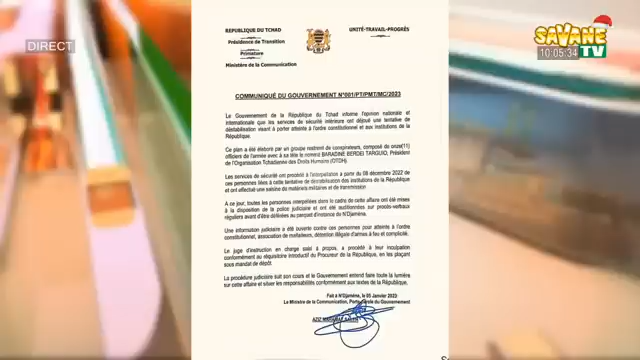 DIRECT
SAVANE
TV
10:05:34
REPUBLIQUE DU TCHAD
UNITE-TRAVAIL-PROGRÈS
Présidence de Transition
Primature
Ministère de la Communication
COMMUNIQUÉ DU GOUVERNEMENT N°001/PT/PMT/MC/2023
Le Gouvernement de la République du Tchad informe l'opinion nationale et
internationale que les services de sécurité intérieure ont déjoué une tentative de
déstabilisation visant à porter atteinte à l'ordre constitutionnel et aux institutions de la
République.
Ce plan a été élaboré par un groupe restreint de conspirateurs, composé de onze(11)
officiers de l'armée avec à sa tête le nommé BARADINE BERDEI TARGUIO, Président
de l'Organisation Tchadienne des Droits Humains (OTDH).
Les services de sécurité ont procédé à l'interpellation à partir du 08 décembre 2022 de
ces personnes liées à cette tentative de déstabilisation des institutions de la République
et ont effectué une saisine de matériels militaires et de transmission
A ce jour, toutes les personnes interpellées dans le cadre de cette affaire ont été mises
à la disposition de la police judiciaire et ont été auditionnées sur procès-verbaux
réguliers avant d'être déférées au parquet d'instance de N'Djaména.
Une information judiciaire a été ouverte contre ces personnes pour atteinte à l'ordre
constitutionnel, association de malfaiteurs, détention illégale d'armes à feu et complicité.
Le juge d'instruction en charge saisi à propos, a procédé à leur inculpation
conformément au réquisitoire introductif du Procureur de la République, en les plaçant
sous mandat de dépôt.
La procédure judiciaire suit son cours et le Gouvernement entend faire toute la lumière
sur cette affaire et situer les responsabilités conformément aux textes de la République.
Fait à N'Djaména, le 05 Janvier 2023
Le Ministre de la Communication, Porte-Parole du Gouvernement
AZIZ